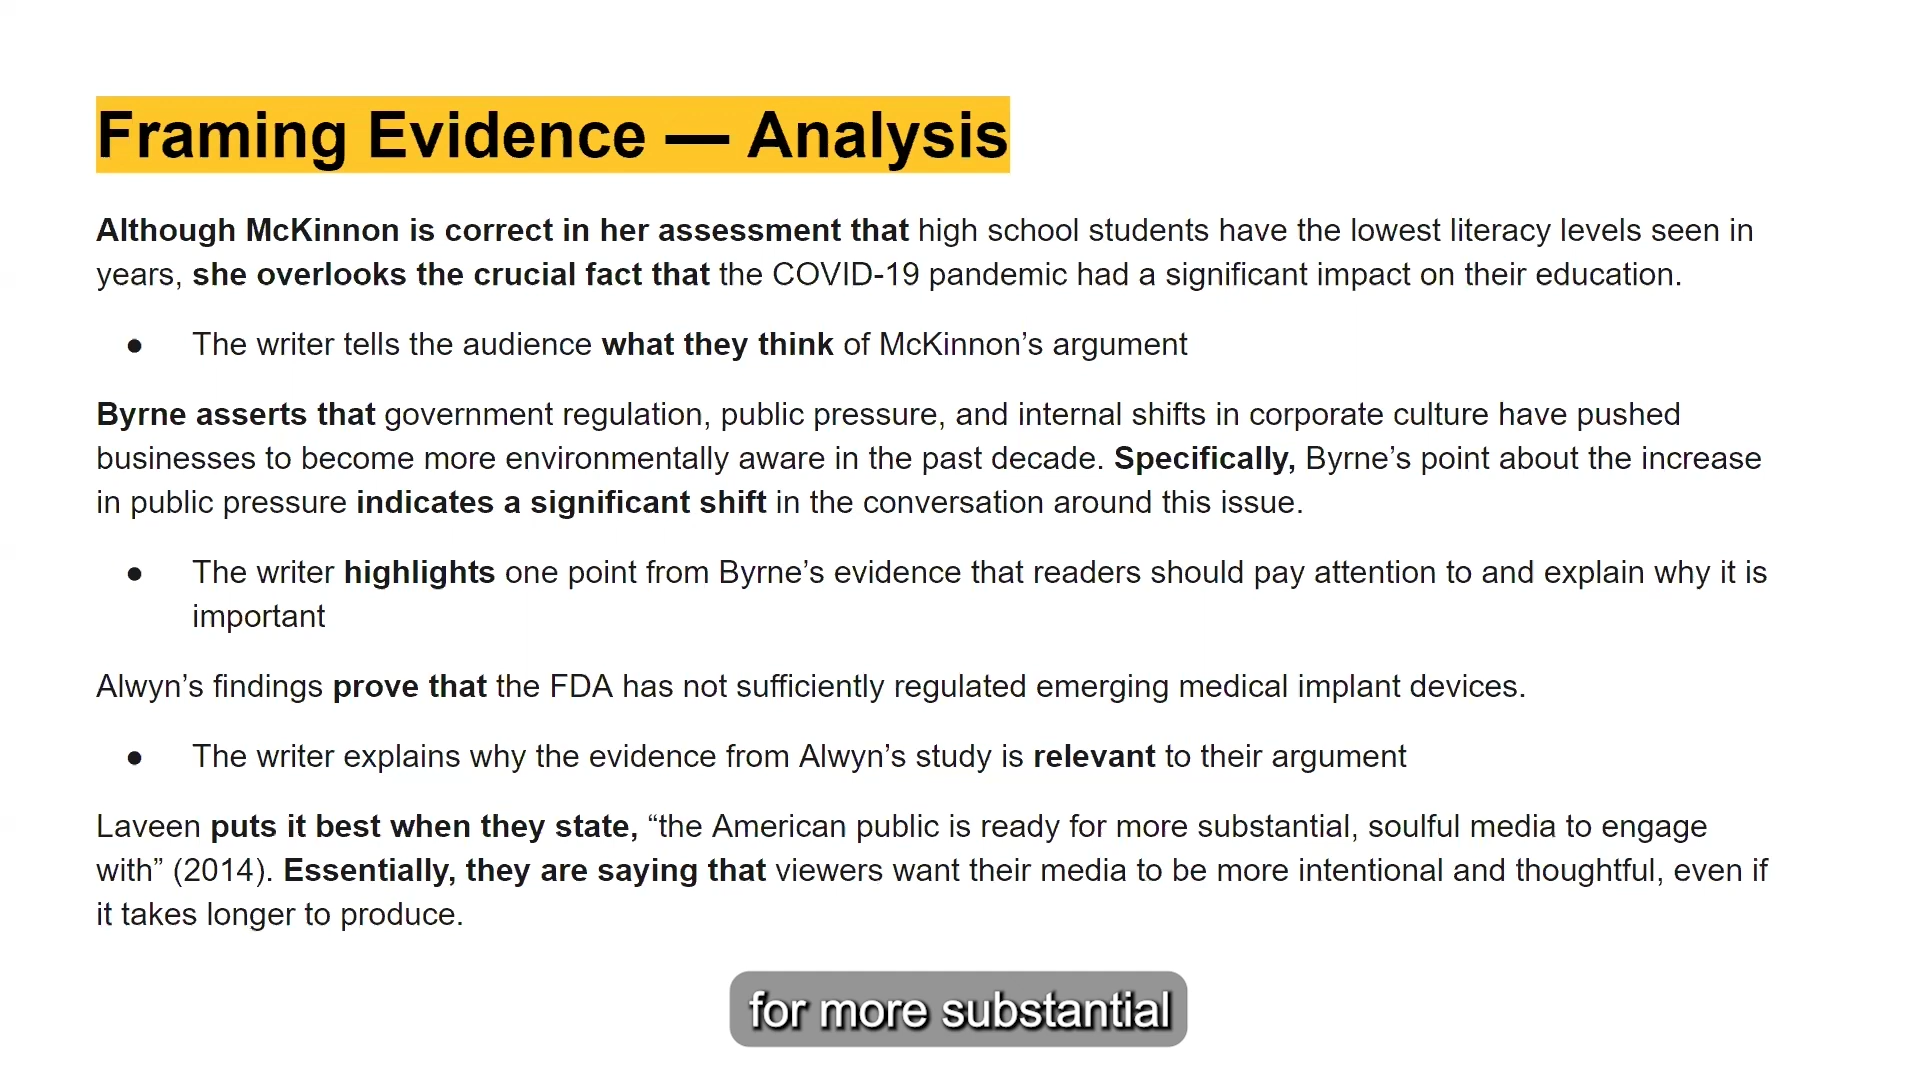 Framing Evidence — Analysis
Although McKinnon is correct in her assessment that high school students have the lowest literacy levels seen in
years, she overlooks the crucial fact that the COVID-19 pandemic had a significant impact on their education.
● The writer tells the audience what they think of McKinnon’s argument
Byrne asserts that government regulation, public pressure, and internal shifts in corporate culture have pushed
businesses to become more environmentally aware in the past decade. Specifically, Byrne’s point about the increase
in public pressure indicates a significant shift in the conversation around this issue.
● The writer highlights one point from Byrne’s evidence that readers should pay attention to and explain why it is
important
Alwyn’s findings prove that the FDA has not sufficiently regulated emerging medical implant devices.
● The writer explains why the evidence from Alwyn’s study is relevant to their argument
Laveen puts it best when they state, “the American public is ready for more substantial, soulful media to engage
with” (2014). Essentially, they are saying that viewers want their media to be more intentional and thoughtful, even if
it takes longer to produce.
for more substantial